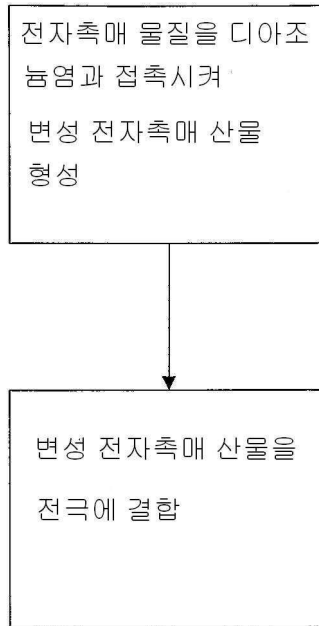 전자촉매 물질을 디아조
늄염과 접촉시켜
변성 전자촉매 산물
형성
변성 전자촉매 산물을
전극에 결합